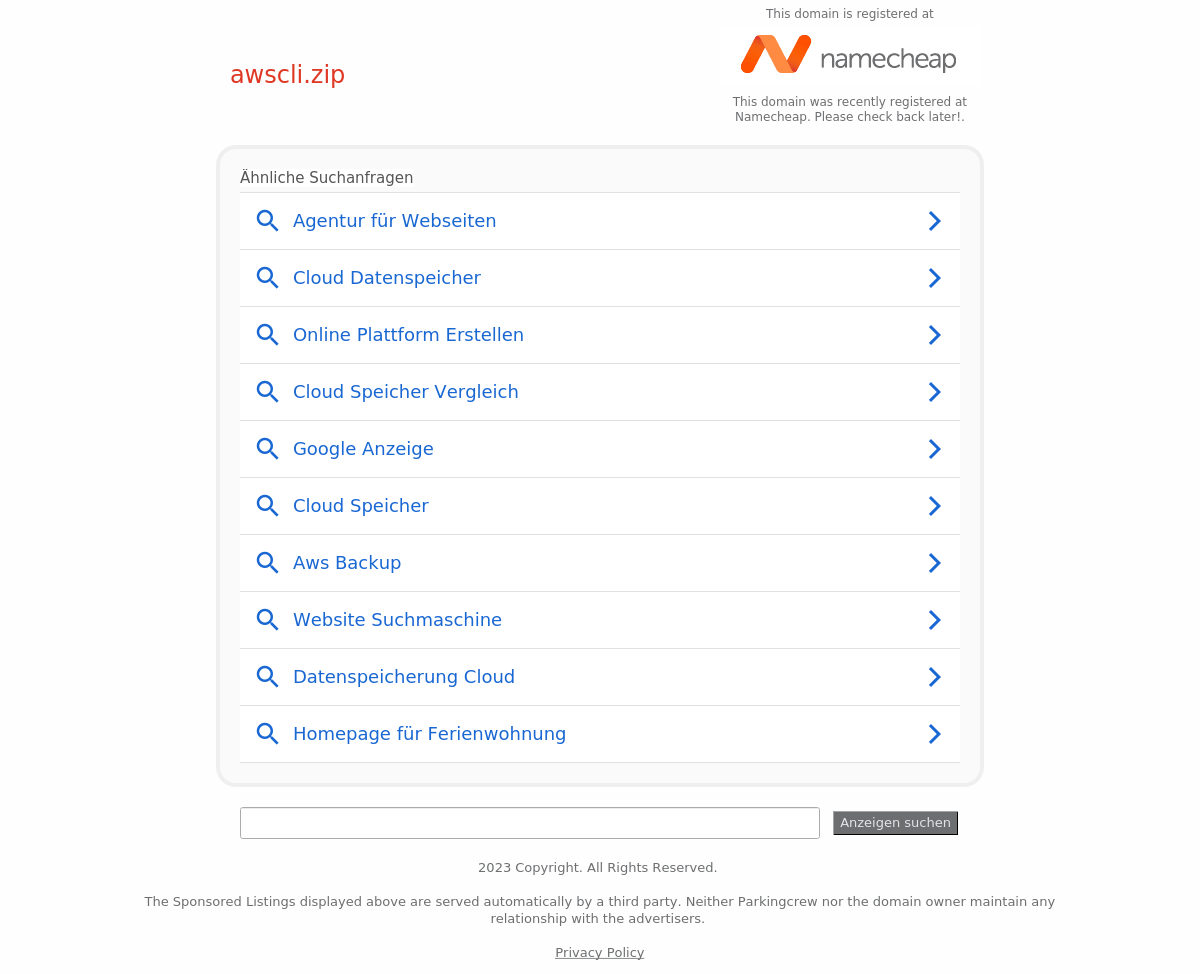 This domain is registered at
namecheap
awscli.zip
This domain was recently registered at
Namecheap. Please check back later!.
Ähnliche Suchanfragen
Agentur für Webseiten
Cloud Datenspeicher
Online Plattform Erstellen
Cloud Speicher Vergleich
Google Anzeige
Cloud Speicher
Aws Backup
Website Suchmaschine
Datenspeicherung Cloud
Homepage für Ferienwohnung
Anzeigen suchen
2023 Copyright. All Rights Reserved.
The Sponsored Listings displayed above are served automatically by a third party. Neither Parkingcrew nor the domain owner maintain any
relationship with the advertisers.
Privacy Policy